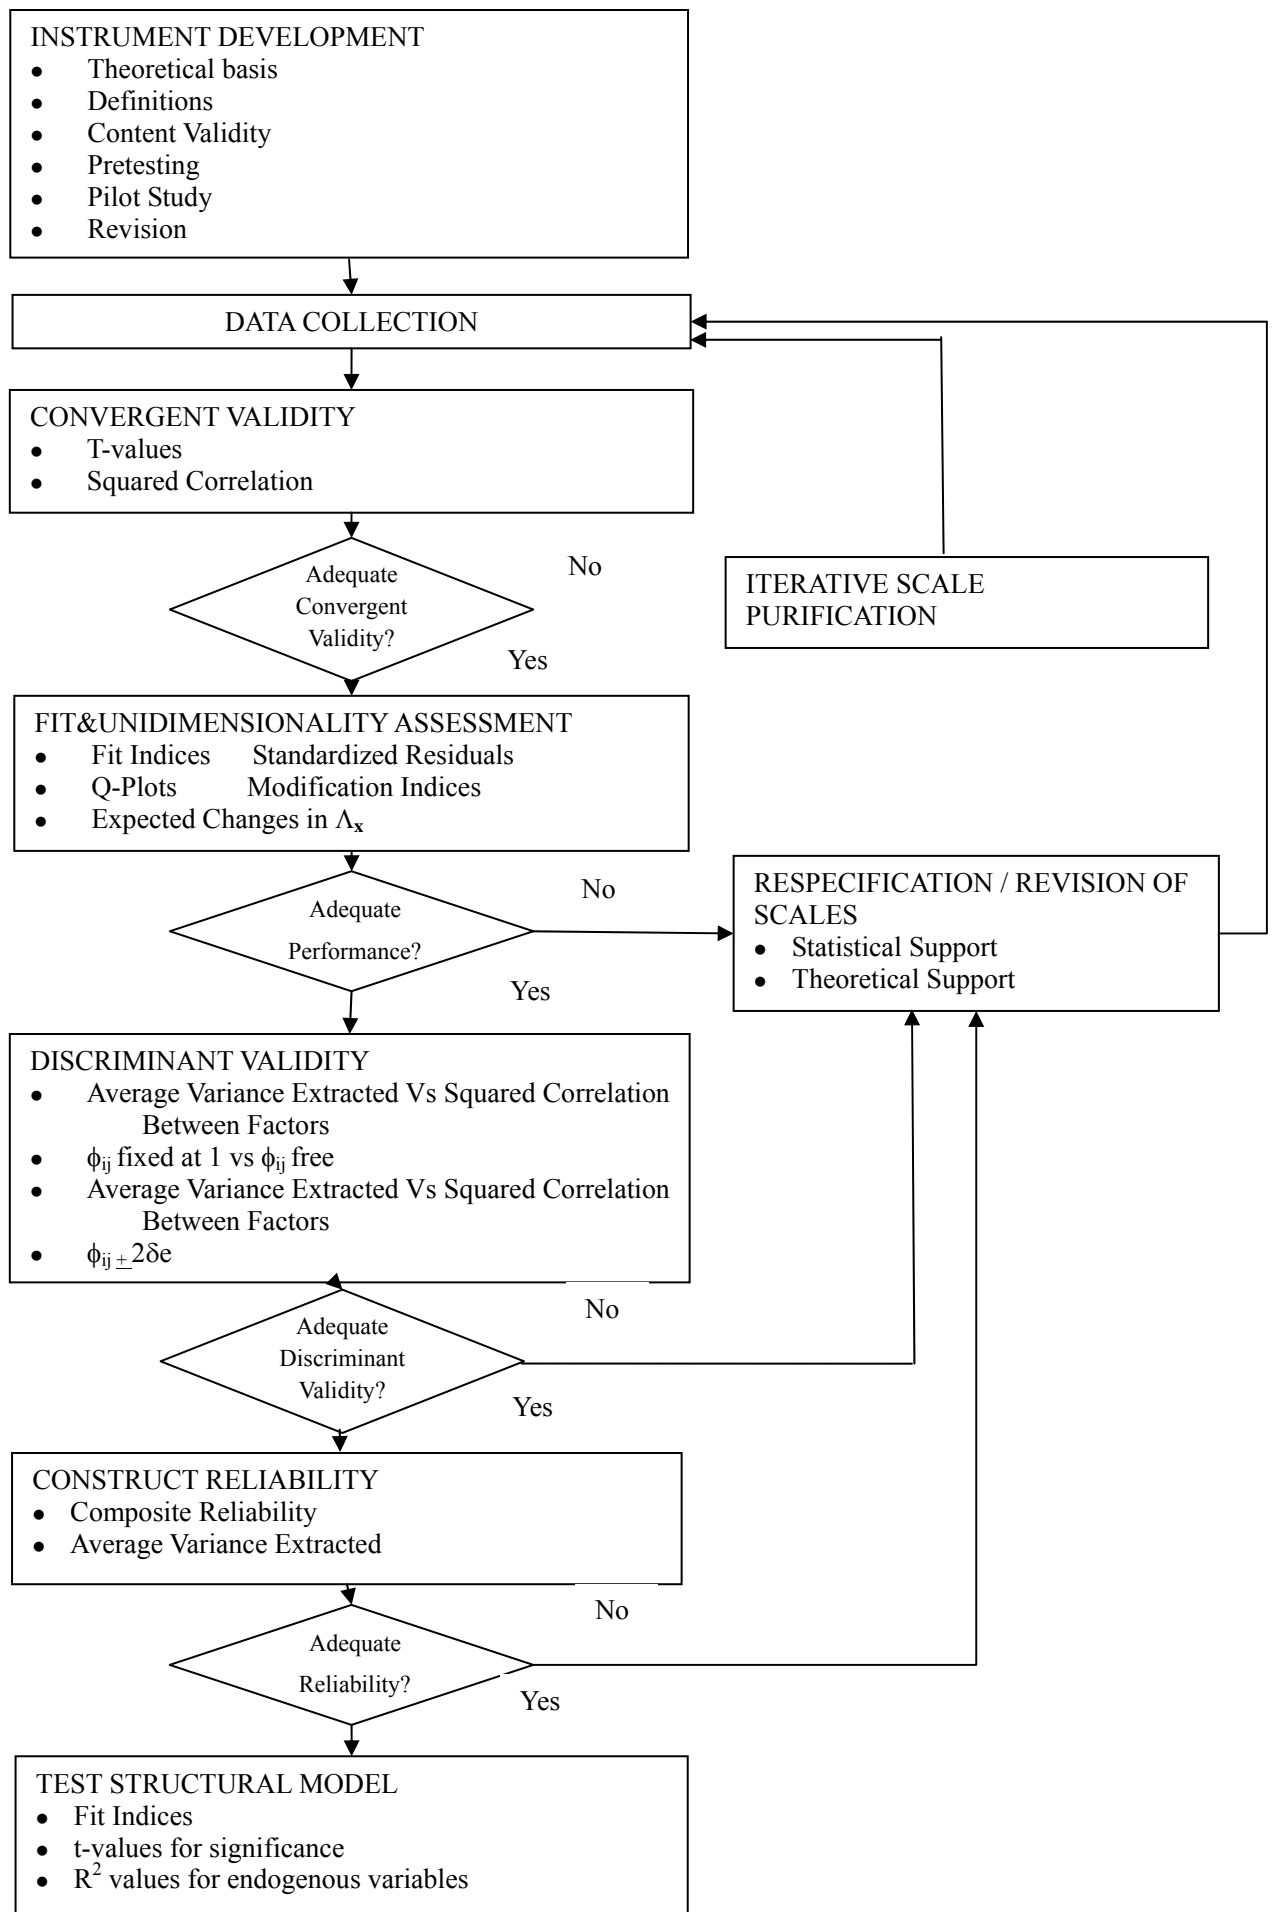 INSTRUMENT DEVELOPMENT
● Theoretical basis
● Definitions
● Content Validity
● Pretesting
● Pilot Study
● Revision
DATA COLLECTION
CONVERGENT VALIDITY
● T-values
● Squared Correlation
No
Adequate
Convergent
Validity?
Yes
ITERATIVE SCALE
PURIFICATION
FIT&UNIDIMENSIONALITY ASSESSMENT
● Fit Indices Standardized Residuals
● Q-Plots Modification Indices
● Expected Changes in Λx
No
Adequate
Performance?
Yes
RESPECIFICATION / REVISION OF
SCALES
● Statistical Support
● Theoretical Support
DISCRIMINANT VALIDITY
● Average Variance Extracted Vs Squared Correlation
Between Factors
● ϕij fixed at 1 vs ϕij free
● Average Variance Extracted Vs Squared Correlation
Between Factors
● ϕij ± 2δe
No
Adequate
Discriminant
Validity?
Yes
CONSTRUCT RELIABILITY
● Composite Reliability
● Average Variance Extracted
No
Adequate
Reliability?
Yes
TEST STRUCTURAL MODEL
● Fit Indices
● t-values for significance
● R² values for endogenous variables